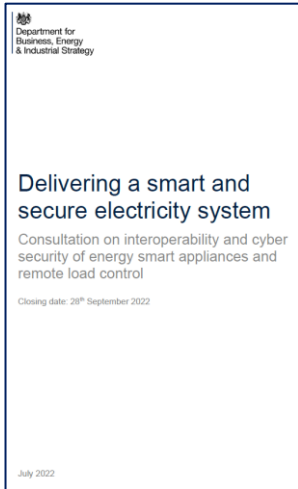 Department for
Business, Energy
& Industrial Strategy
Delivering a smart and
secure electricity system
Consultation on interoperability and cyber
security of energy smart appliances and
remote load control
Closing date: 28th September 2022
July 2022